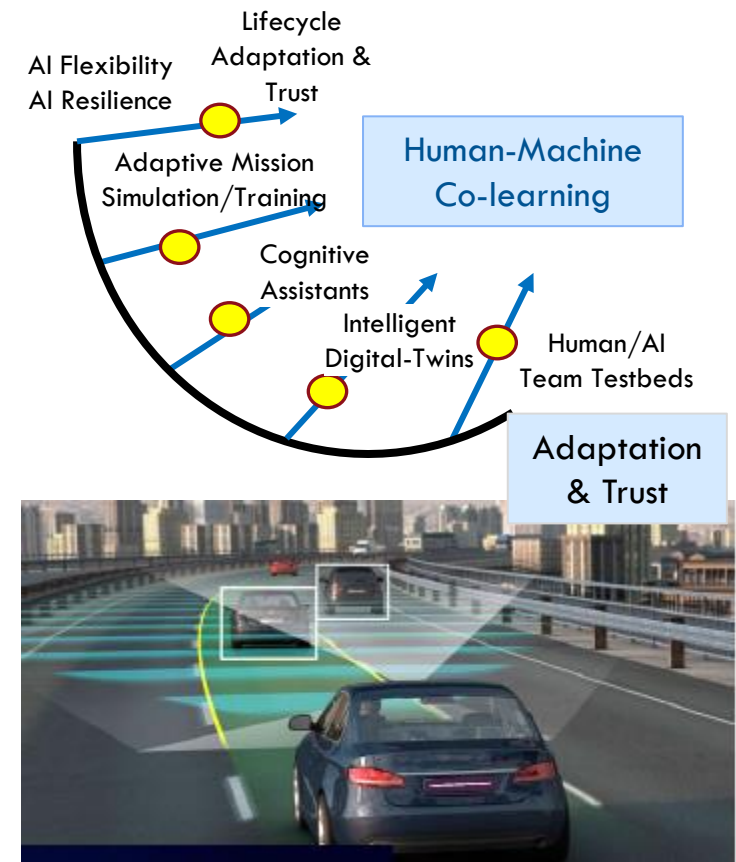 Lifecycle
Adaptation &
Trust
AI Flexibility
AI Resilience
Human-Machine
Co-learning
Adaptive Mission
Simulation/Training
Cognitive
Assistants
Intelligent
Digital-Twins
Human/AI
Team Testbeds
Adaptation
& Trust